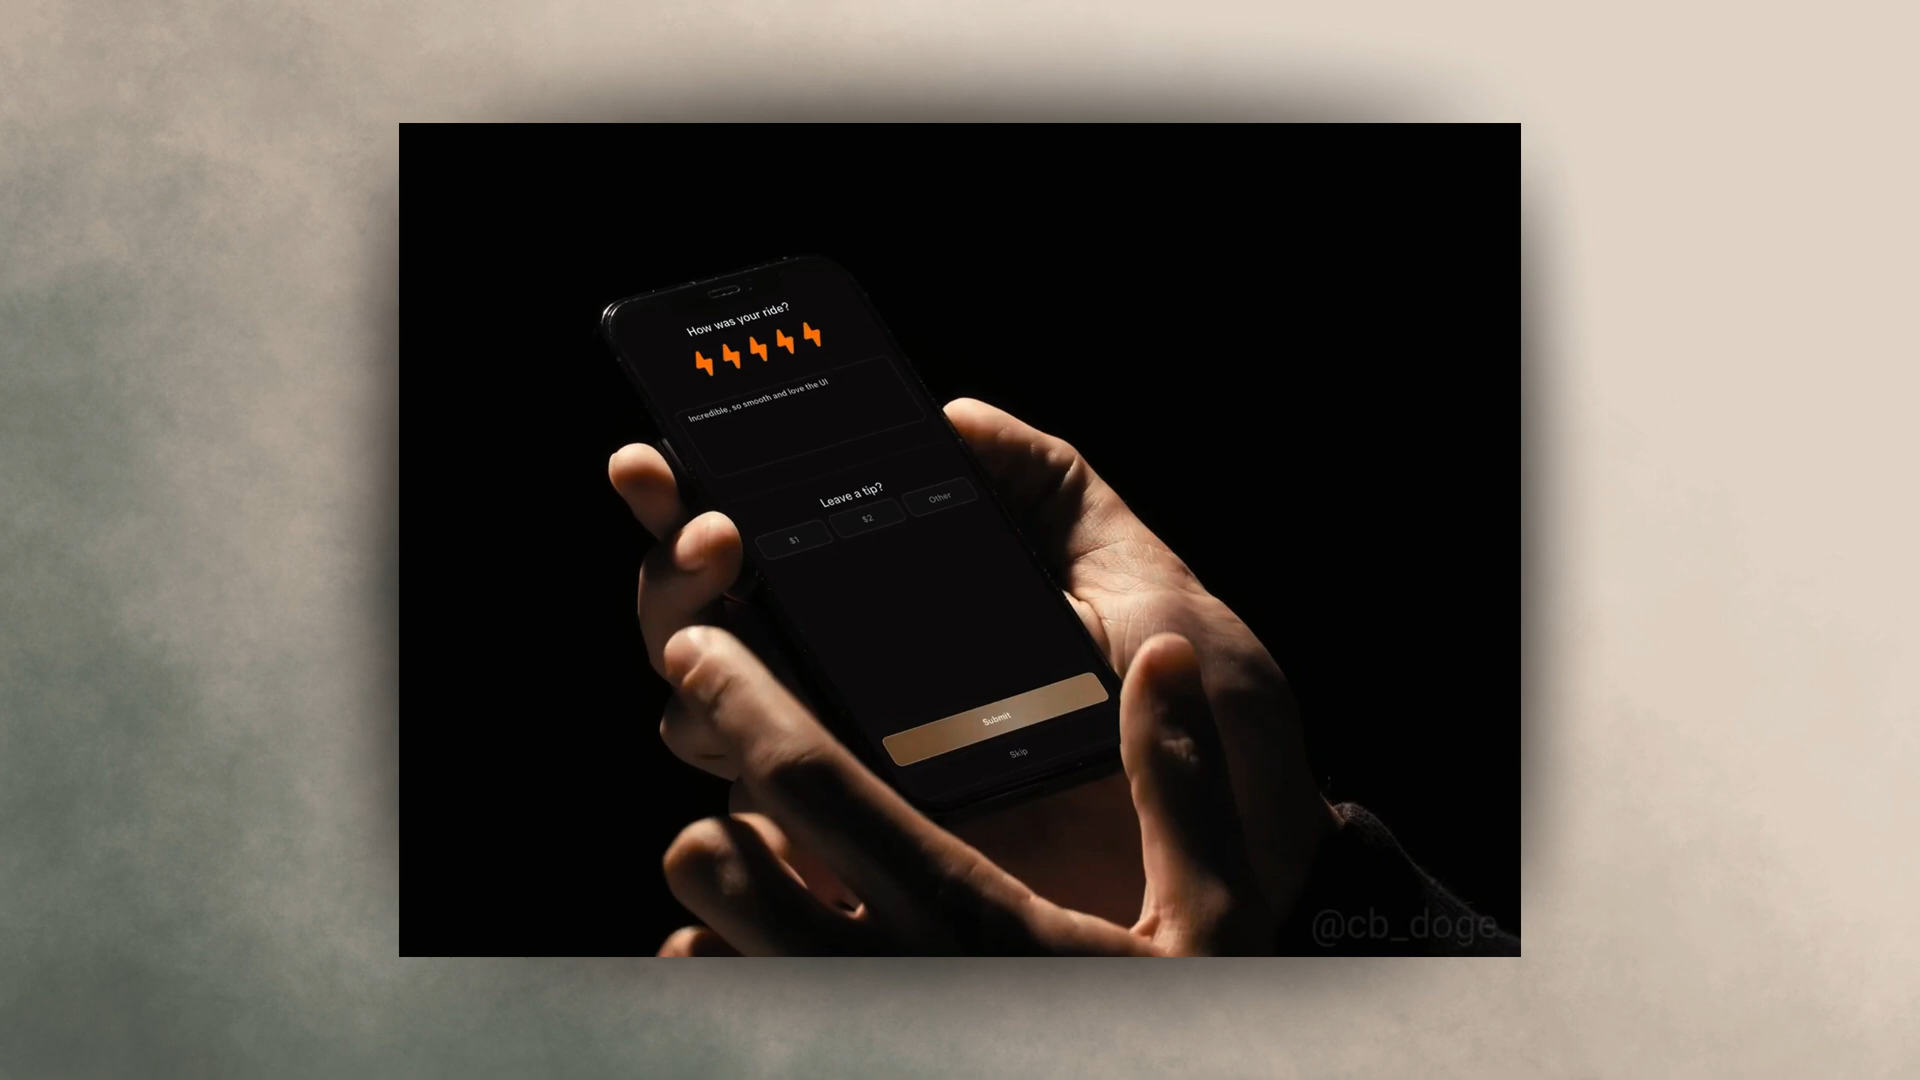 How was your ride?
Incredible, so smooth and love the UI
Leave a tip?
$1
$2
Other
Submit
Skip
@cb_doge